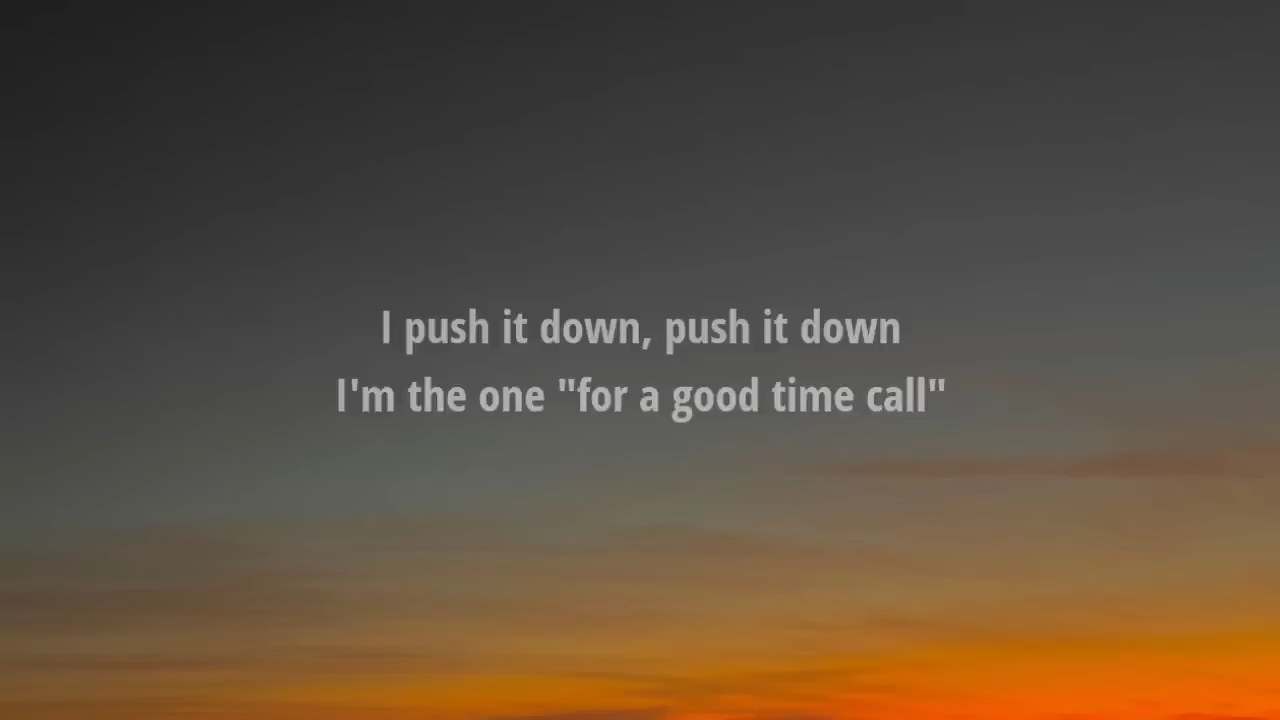 I push it down, push it down
I'm the one "for a good time call"